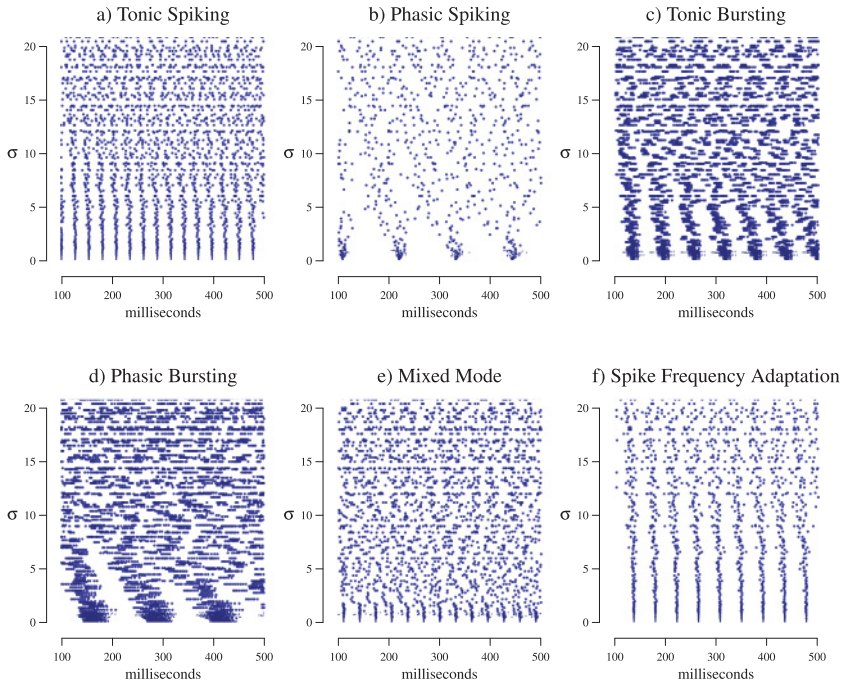 a) Tonic Spiking
b) Phasic Spiking
c) Tonic Bursting
20
15
10
5
0
σ
100 200 300 400 500
milliseconds
20
15
10
5
0
σ
100 200 300 400 500
milliseconds
20
15
10
5
0
σ
100 200 300 400 500
milliseconds
d) Phasic Bursting
e) Mixed Mode
f) Spike Frequency Adaptation
20
15
10
5
0
σ
100 200 300 400 500
milliseconds
20
15
10
5
0
σ
100 200 300 400 500
milliseconds
20
15
10
5
0
σ
100 200 300 400 500
milliseconds